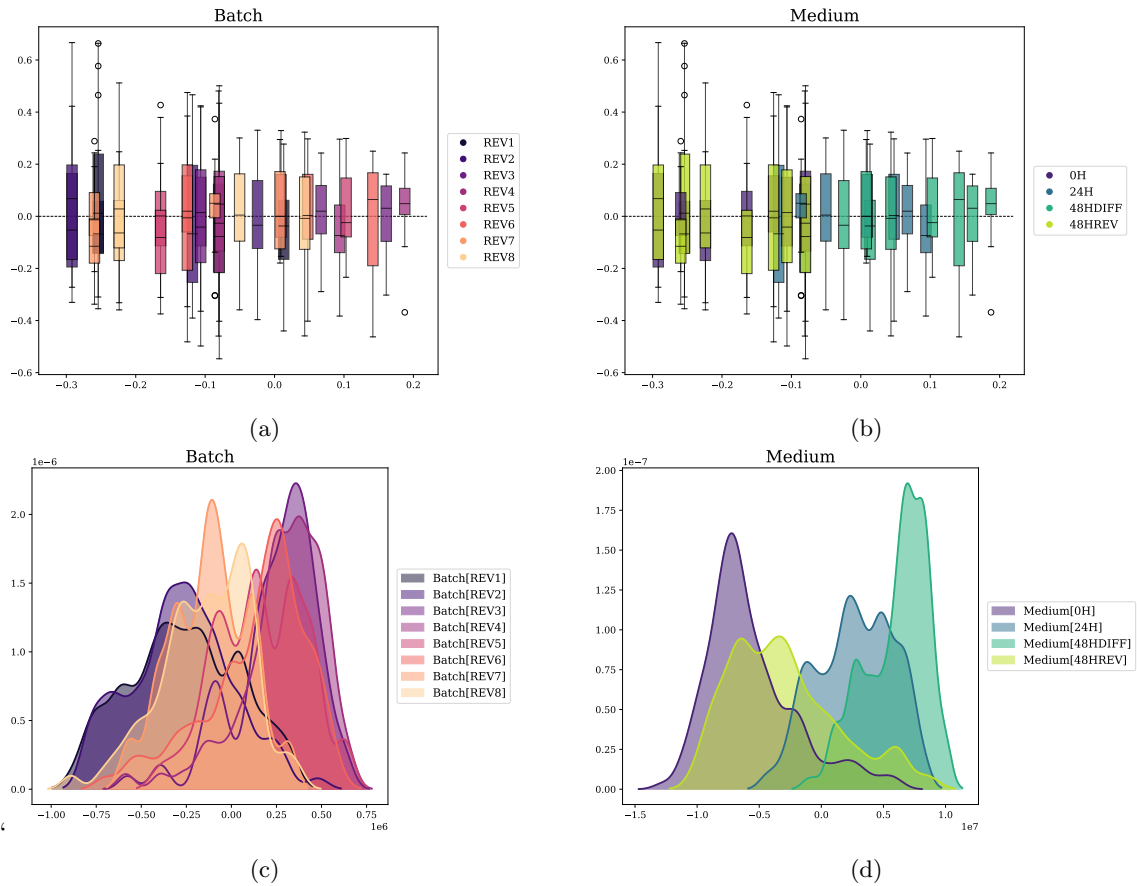 Batch
0.6
0.4
0.2
0.0
−0.2
−0.4
−0.6
−0.3
−0.2
−0.1
0.0
0.1
0.2
REV1
REV2
REV3
REV4
REV5
REV6
REV7
REV8
(a)
Medium
0.6
0.4
0.2
0.0
−0.2
−0.4
−0.6
−0.3
−0.2
−0.1
0.0
0.1
0.2
0H
24H
48HDIFF
48HREV
(b)
Batch
1e−6
2.0
1.5
1.0
0.5
0.0
−1.00
−0.75
−0.50
−0.25
0.00
0.25
0.50
0.75
1e6
Batch[REV1]
Batch[REV2]
Batch[REV3]
Batch[REV4]
Batch[REV5]
Batch[REV6]
Batch[REV7]
Batch[REV8]
“
(c)
Medium
1e−7
2.00
1.75
1.50
1.25
1.00
0.75
0.50
0.25
0.00
−1.5
−1.0
−0.5
0.0
0.5
1.0
1e7
Medium[0H]
Medium[24H]
Medium[48HDIFF]
Medium[48HREV]
(d)